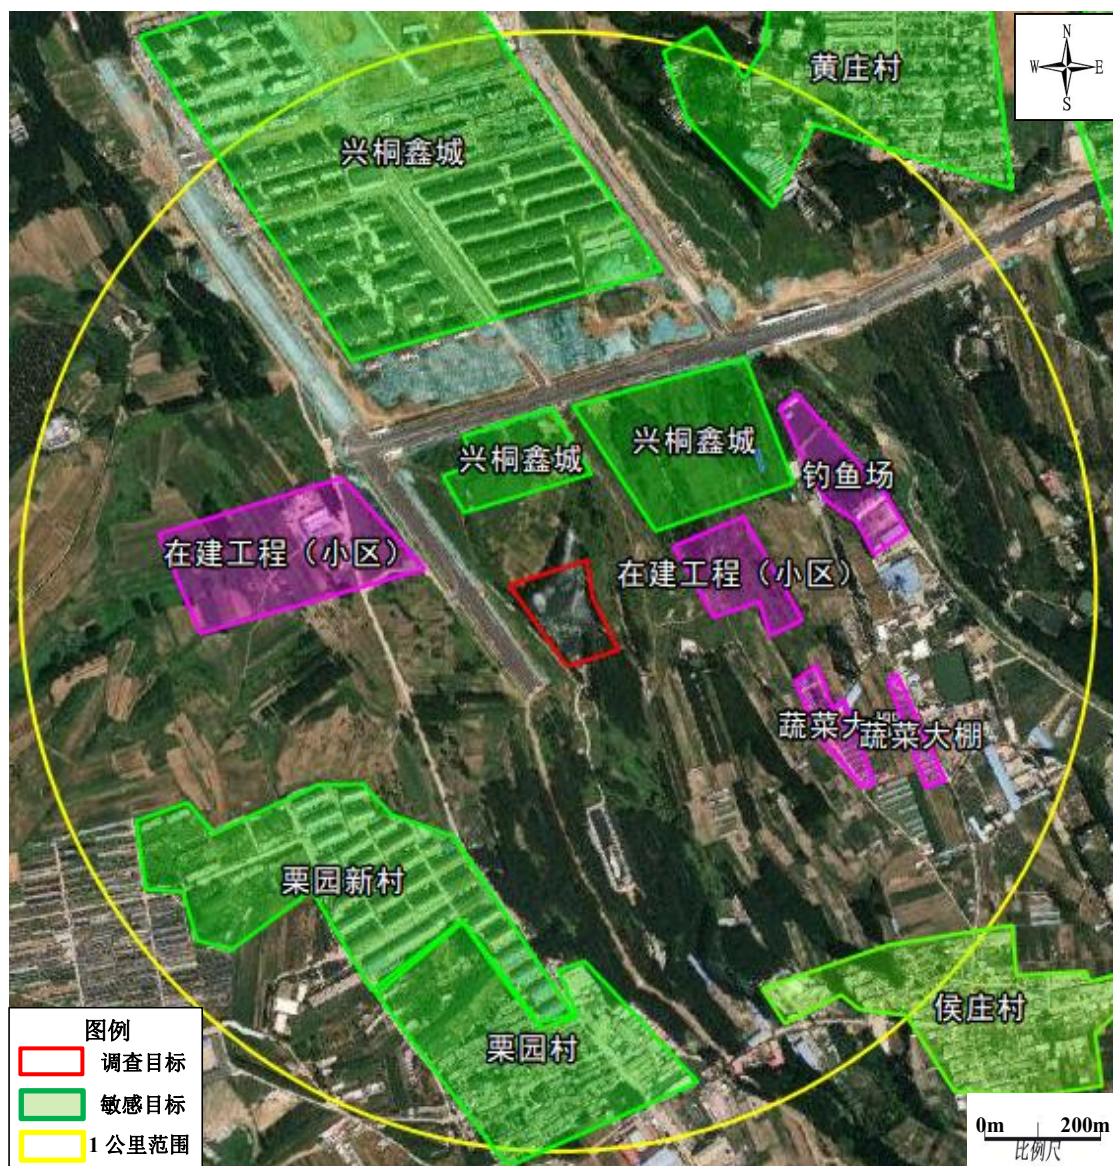 N
W E
S
黄庄村
兴桐鑫城
兴桐鑫城
兴桐鑫城
钓鱼场
在建工程（小区）
在建工程（小区）
蔬菜大
蔬菜大棚
栗园新村
侯庄村
栗园村
图例
调查目标
敏感目标
1公里范围
0m 200m
比例尺